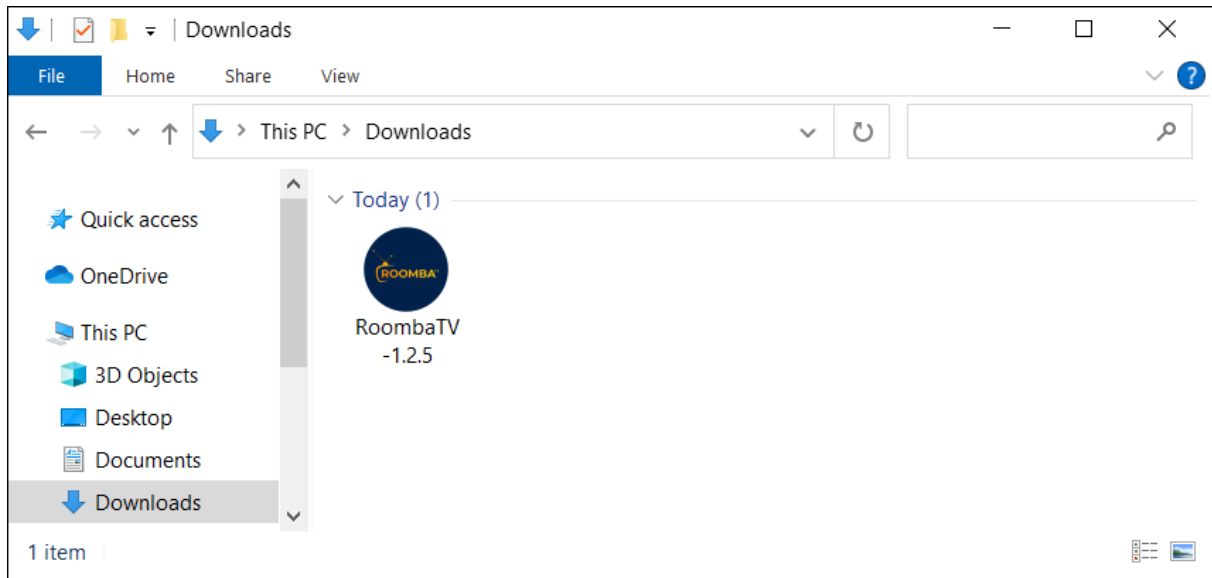 Downloads
File Home Share View
?
This PC Downloads
Quick access
OneDrive
This PC
3D Objects
Desktop
Documents
Downloads
Today (1)
ROOMBA
RoombaTV
-1.2.5
1 item